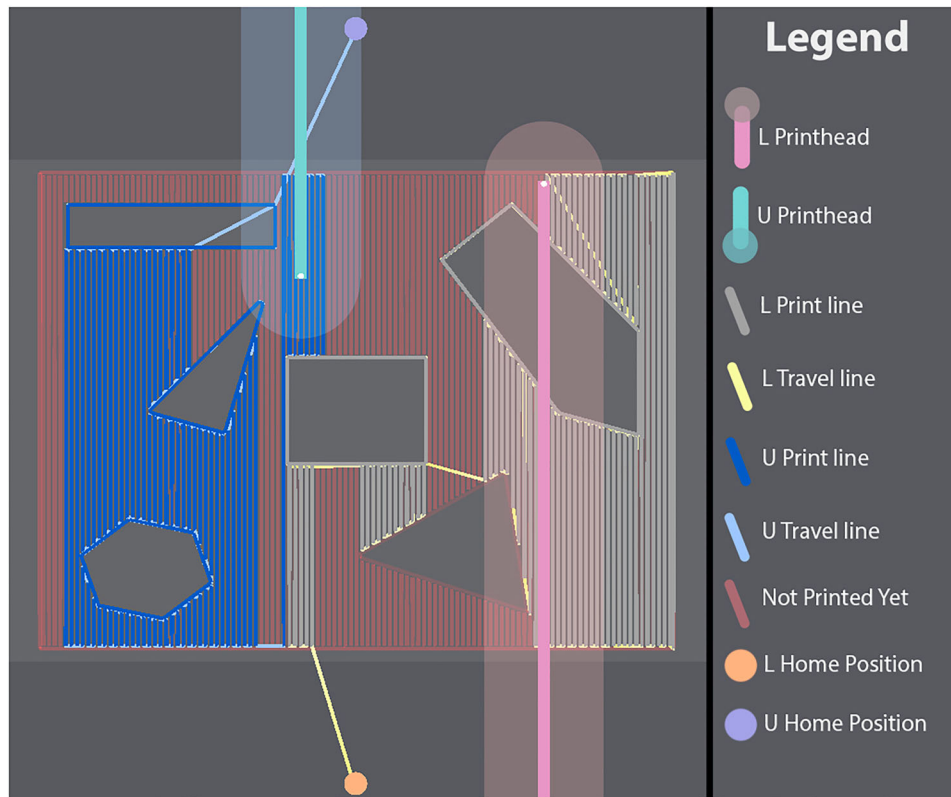 Legend
L Printhead
U Printhead
L Print line
L Travel line
U Print line
U Travel line
Not Printed Yet
L Home Position
U Home Position